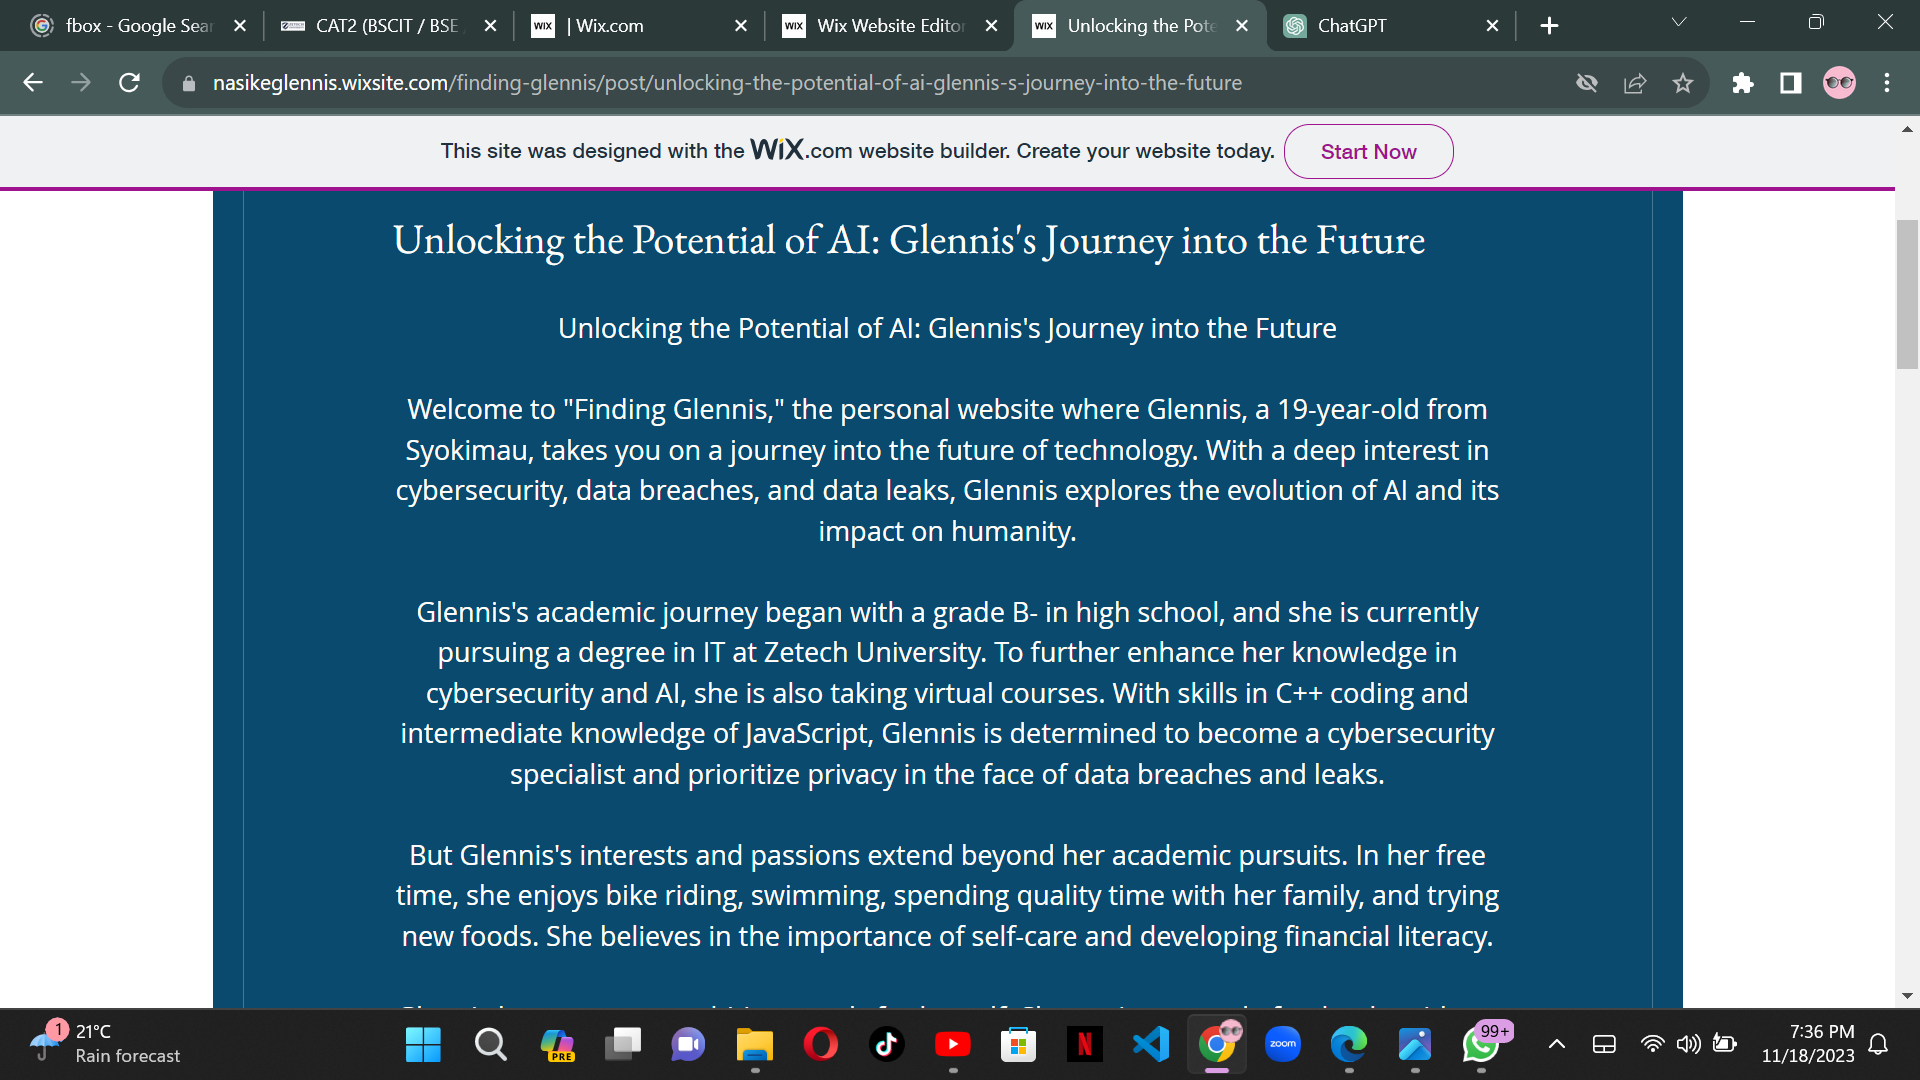 fbox - Google Sear
CAT2 (BSCIT / BSE
WIX | Wix.com
WIX Wix Website Editor
WIX Unlocking the Pote
ChatGPT
nasikeglennis.wixsite.com/finding-glennis/post/unlocking-the-potential-of-ai-glennis-s-journey-into-the-future
This site was designed with the WiX.com website builder. Create your website today. Start Now
Unlocking the Potential of AI: Glennis's Journey into the Future
Unlocking the Potential of AI: Glennis's Journey into the Future
Welcome to "Finding Glennis," the personal website where Glennis, a 19-year-old from
Syokimau, takes you on a journey into the future of technology. With a deep interest in
cybersecurity, data breaches, and data leaks, Glennis explores the evolution of AI and its
impact on humanity.
Glennis's academic journey began with a grade B- in high school, and she is currently
pursuing a degree in IT at Zetech University. To further enhance her knowledge in
cybersecurity and AI, she is also taking virtual courses. With skills in C++ coding and
intermediate knowledge of JavaScript, Glennis is determined to become a cybersecurity
specialist and prioritize privacy in the face of data breaches and leaks.
But Glennis's interests and passions extend beyond her academic pursuits. In her free
time, she enjoys bike riding, swimming, spending quality time with her family, and trying
new foods. She believes in the importance of self-care and developing financial literacy.
1
21°C
Rain forecast
PRE
N
zoom
99+
7:36 PM
11/18/2023